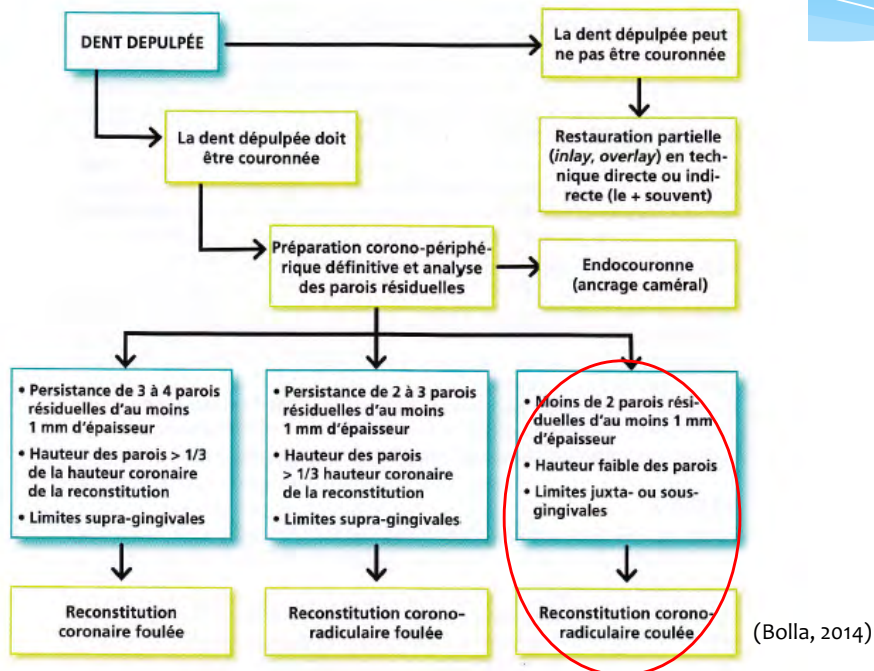 DENT DEPULPÉE
La dent dépulpée peut
ne pas être couronnée
La dent dépulpée doit
être couronnée
Restauration partielle
(inlay, overlay) en tech-
nique directe ou indi-
recte (le + souvent)
Préparation corono-périphé-
rique définitive et analyse
des parois résiduelles
Endocouronne
(ancrage caméral)
• Persistance de 3 à 4 parois
résiduelles d'au moins
1 mm d'épaisseur
• Hauteur des parois > 1/3
de la hauteur coronaire
de la reconstitution
• Limites supra-gingivales
• Persistance de 2 à 3 parois
résiduelles d'au moins
1 mm d'épaisseur
• Hauteur des parois
> 1/3 hauteur coronaire
de la reconstitution
• Limites supra-gingivales
• Moins de 2 parois rési-
duelles d'au moins 1 mm
d'épaisseur
• Hauteur faible des parois
• Limites juxta- ou sous-
gingivales
Reconstitution
coronaire foulée
Reconstitution corono-
radiculaire foulée
Reconstitution corono-
radiculaire coulée
(Bolla, 2014)